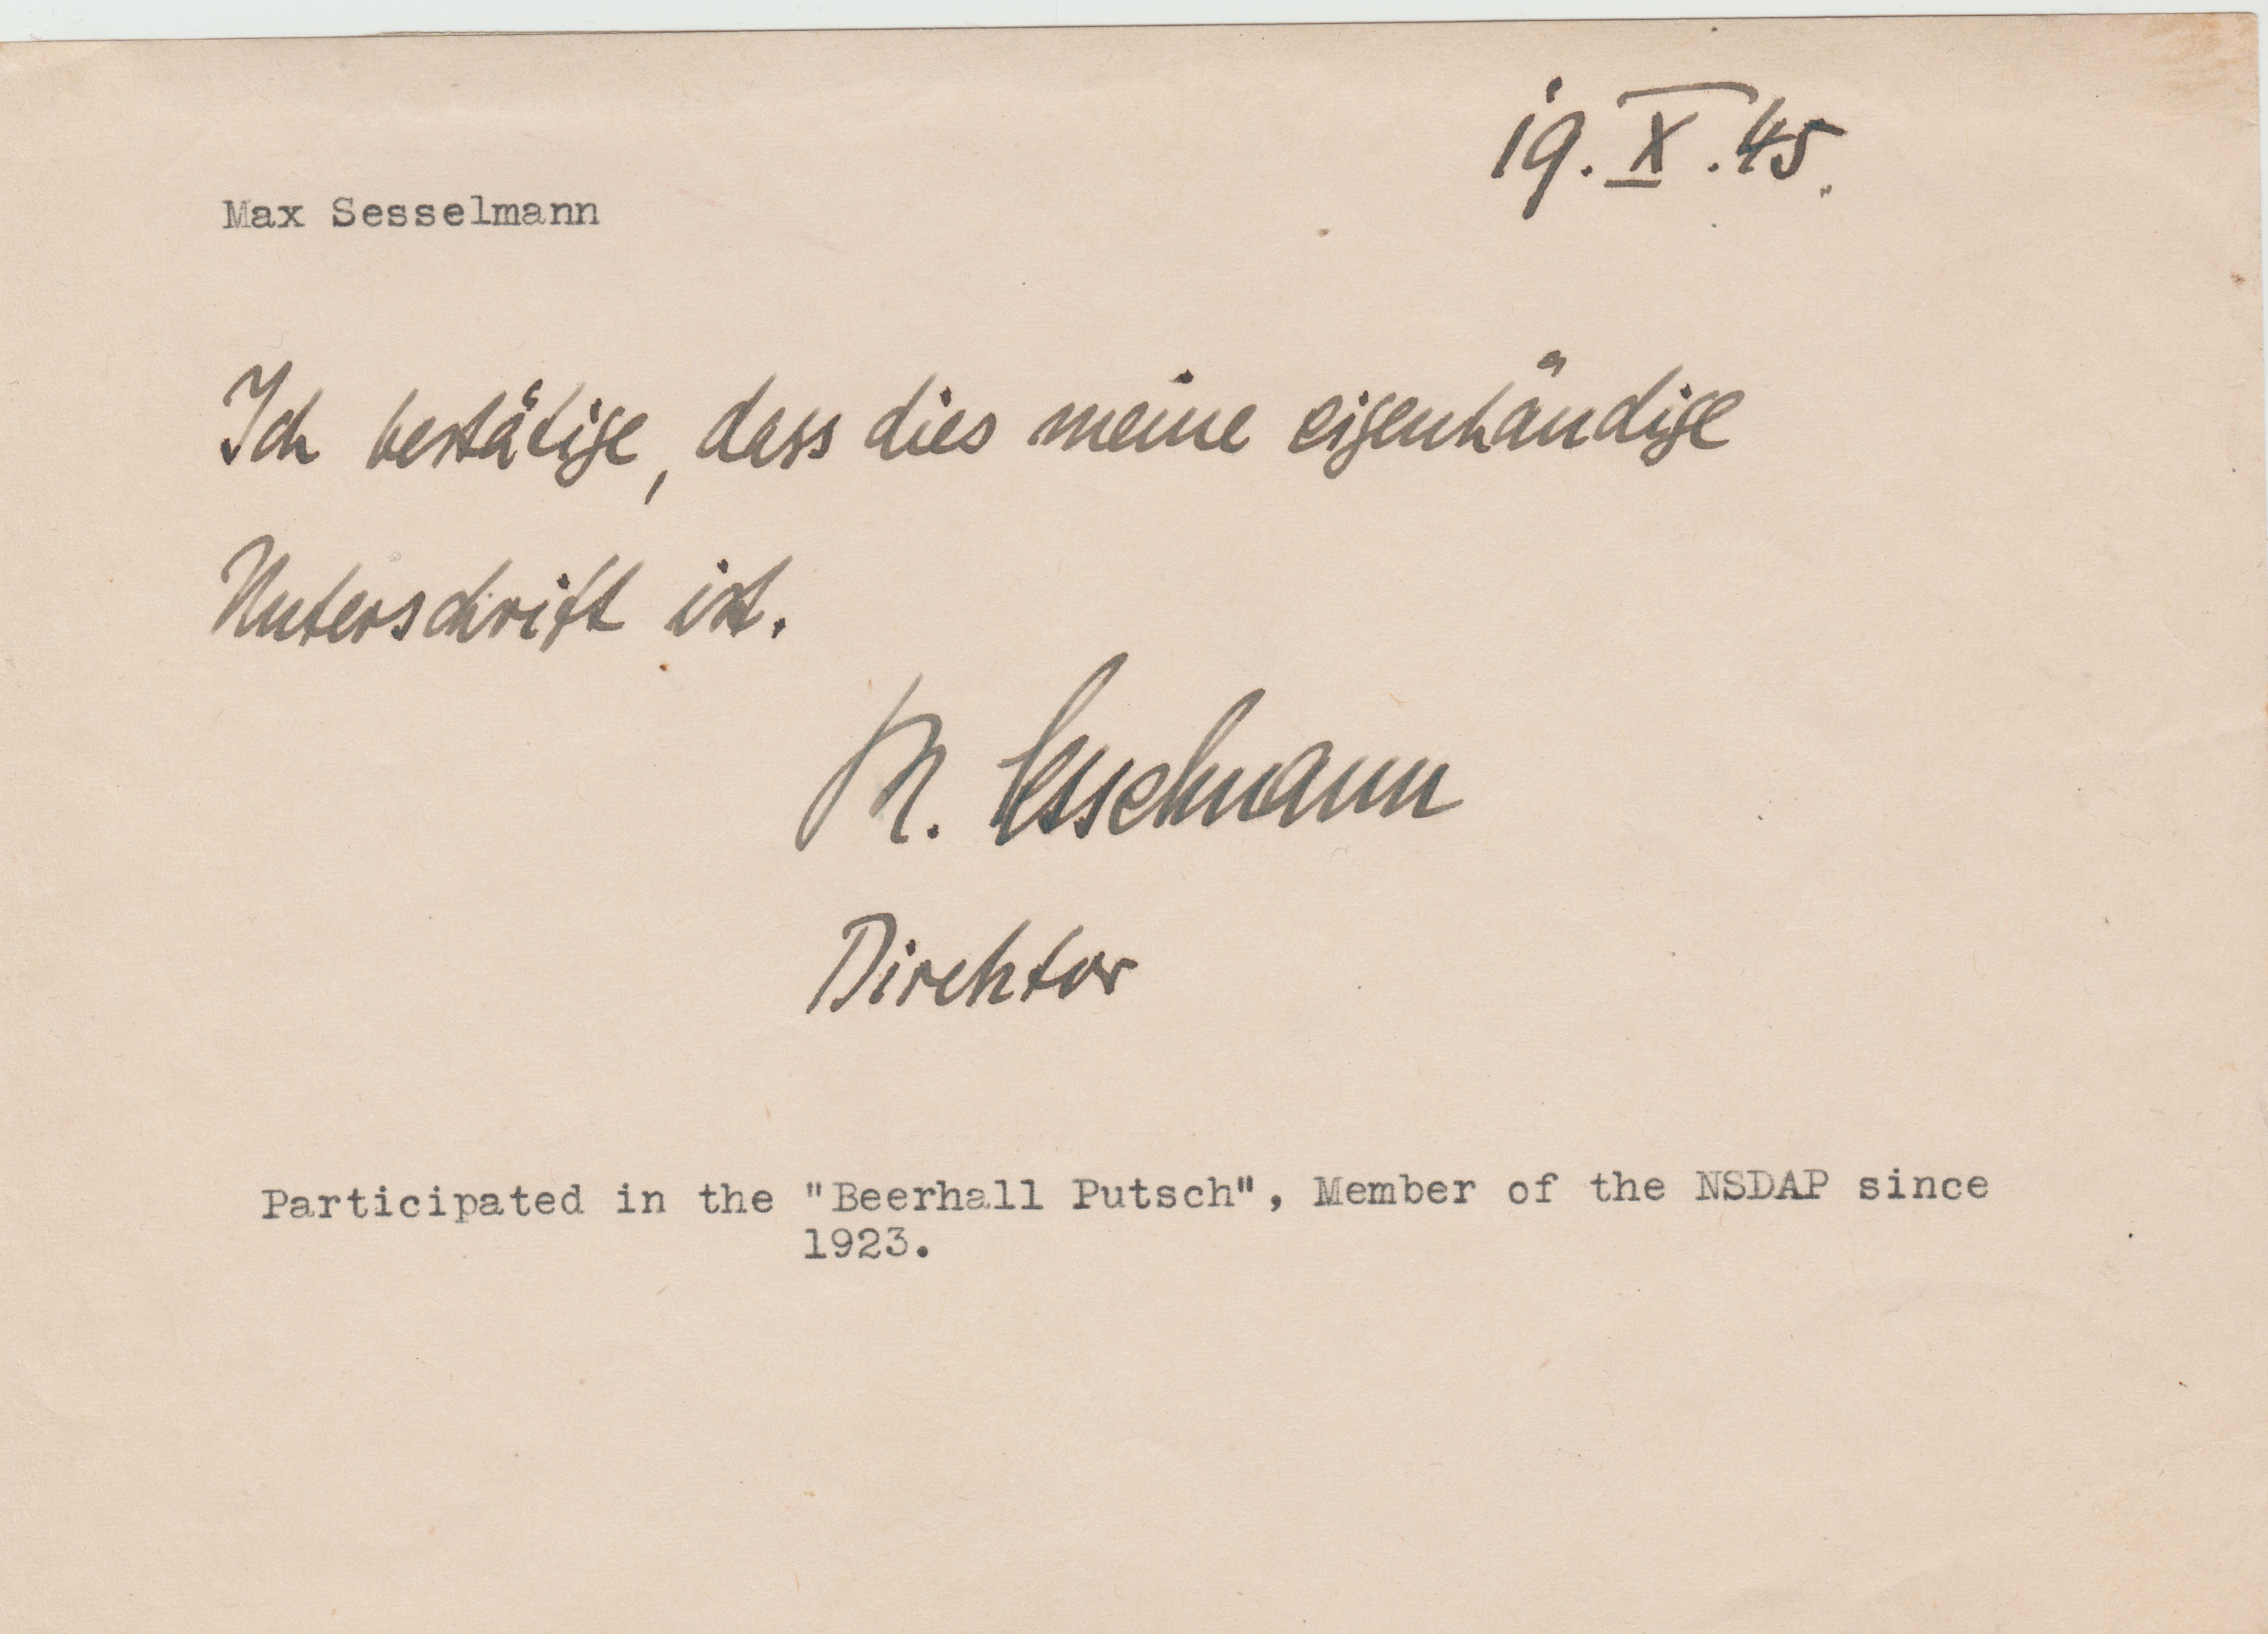 19. X. 45.
Max Sesselmann
Ich bestätige, dass dies meine eigenhändige
Unterschrift ist.
M. Sesselmann
Direktor
Participated in the "Beerhall Putsch", Member of the NSDAP since
1923.